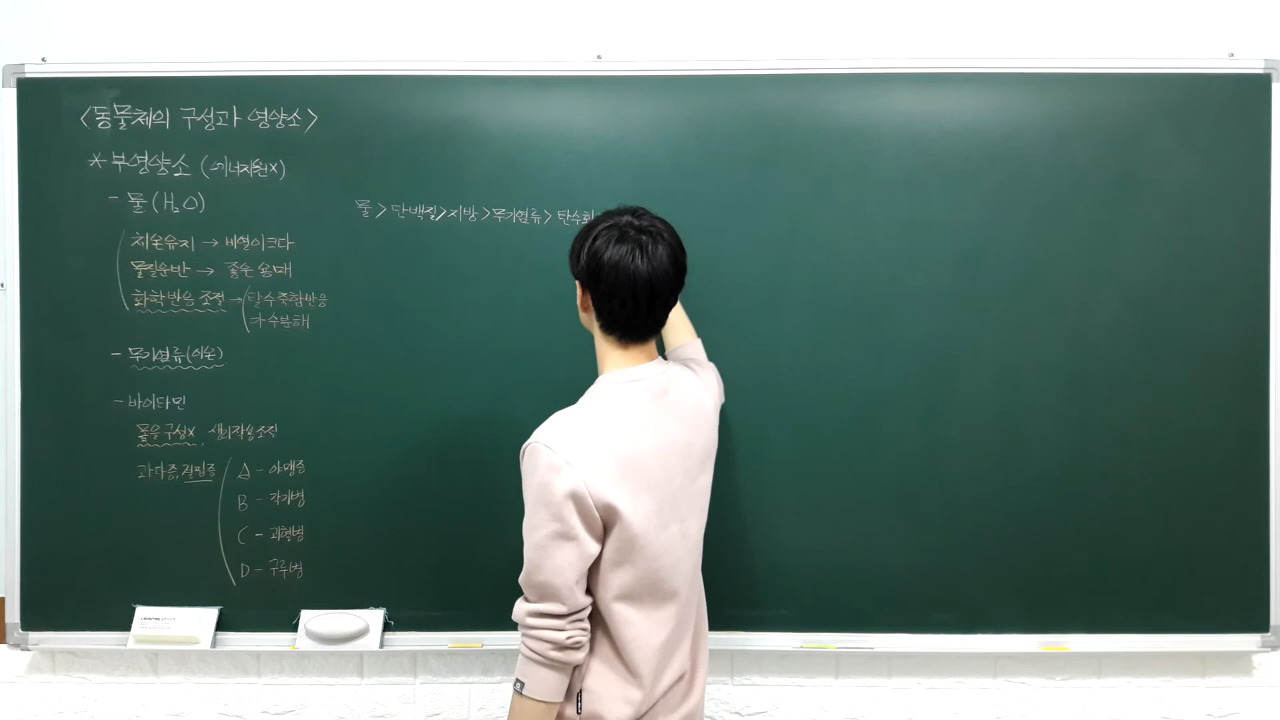 <동물체의 구성과 영양소>
* 부영양소 (에너지원X)
- 물 (H₂O)
체온유지 → 비열이 크다
물질운반 → 좋은 용매
화학반응 조절 → 탈수축합반응
가수분해
- 무기염류(이온)
- 바이타민
몸을 구성X, 생리작용조절
과다증, 결핍증
A - 야맹증
B - 각기병
C - 괴혈병
D - 구루병
물 > 단백질 > 지방 > 무기염류 > 탄수화